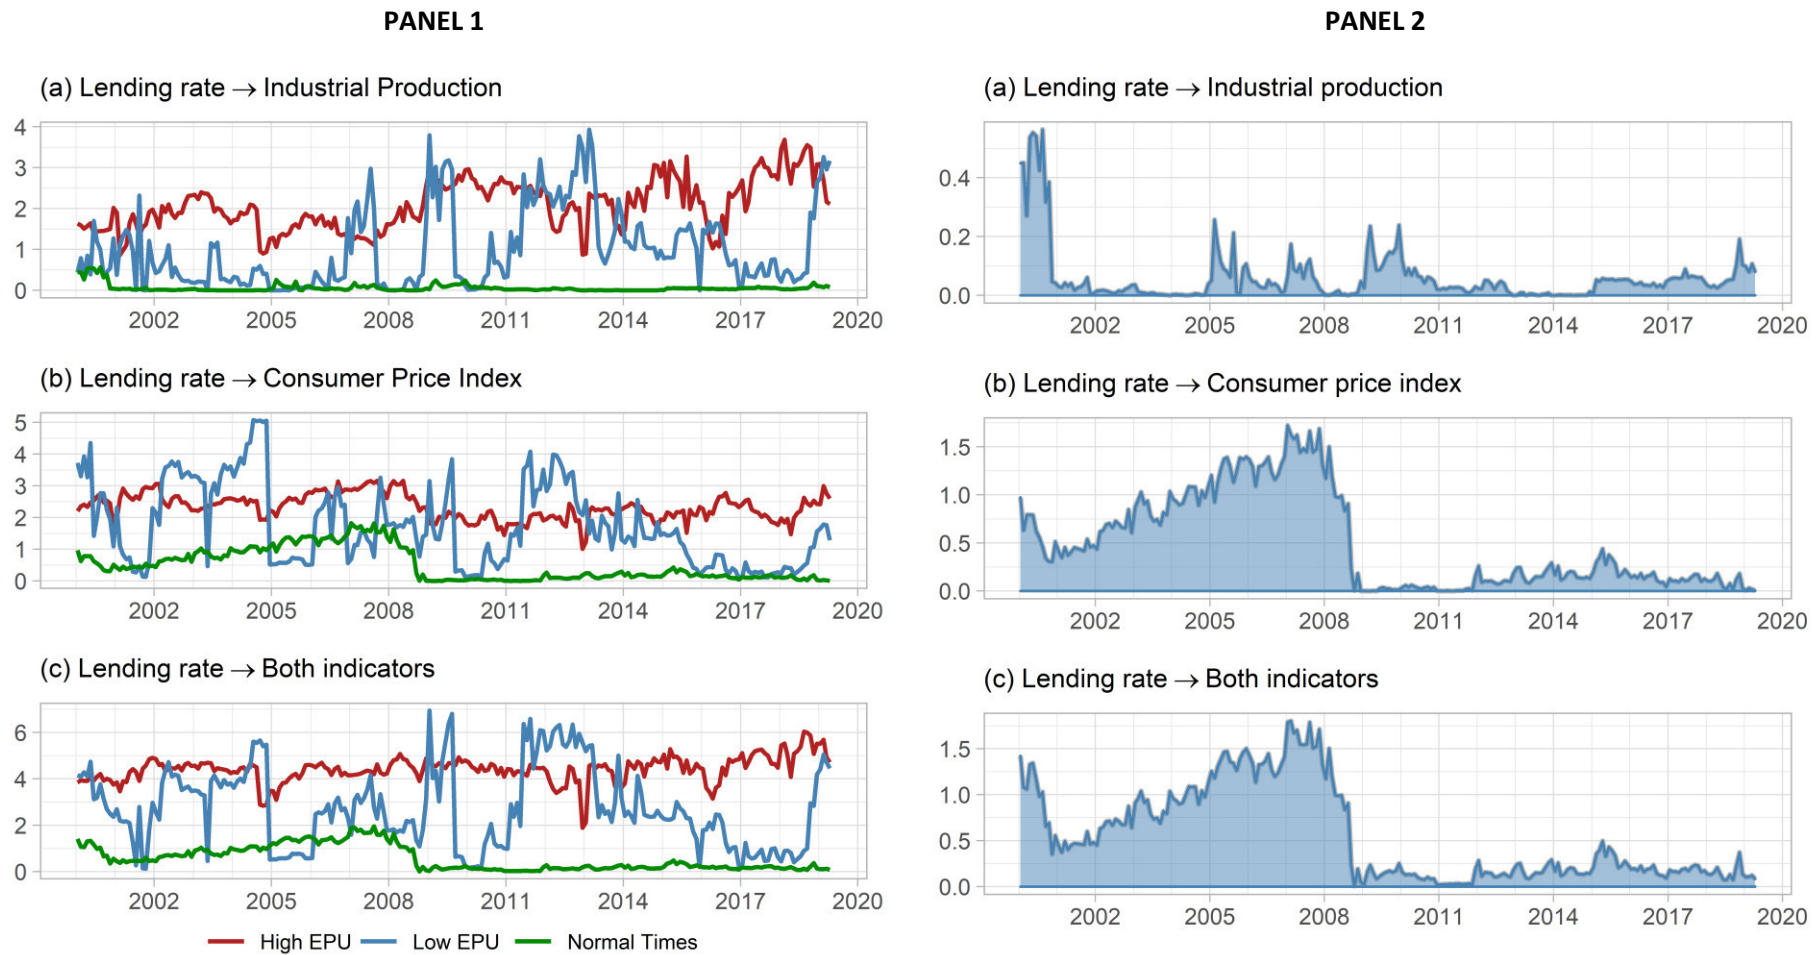 PANEL 1
(a) Lending rate → Industrial Production
4
3
2
1
0
2002 2005 2008 2011 2014 2017 2020
(b) Lending rate → Consumer Price Index
5
4
3
2
1
0
2002 2005 2008 2011 2014 2017 2020
(c) Lending rate → Both indicators
6
4
2
0
2002 2005 2008 2011 2014 2017 2020
High EPU Low EPU Normal Times
PANEL 2
(a) Lending rate → Industrial production
0.4
0.2
0.0
2002 2005 2008 2011 2014 2017 2020
(b) Lending rate → Consumer price index
1.5
1.0
0.5
0.0
2002 2005 2008 2011 2014 2017 2020
(c) Lending rate → Both indicators
1.5
1.0
0.5
0.0
2002 2005 2008 2011 2014 2017 2020